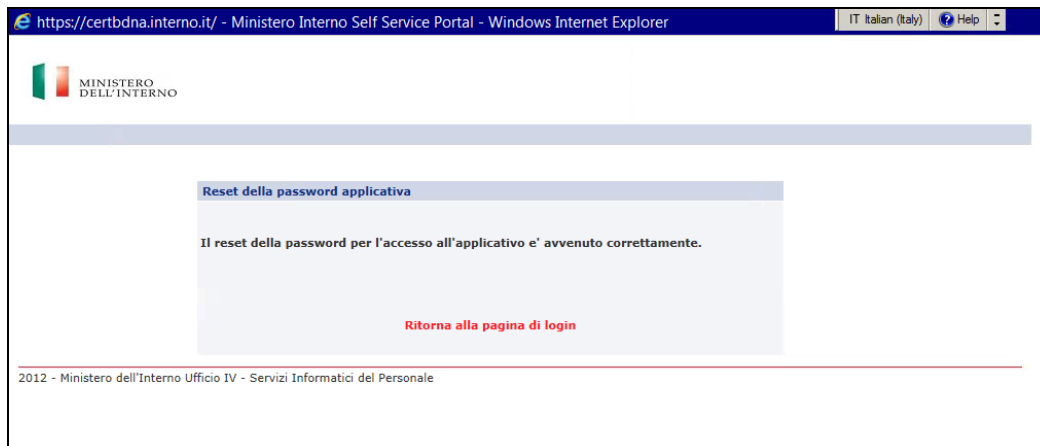 https://certbdna.interno.it/ - Ministero Interno Self Service Portal - Windows Internet Explorer
IT Italian (Italy) Help
MINISTERO
DELL'INTERNO
Reset della password applicativa
Il reset della password per l'accesso all'applicativo e' avvenuto correttamente.
Ritorna alla pagina di login
2012 - Ministero dell'Interno Ufficio IV - Servizi Informatici del Personale